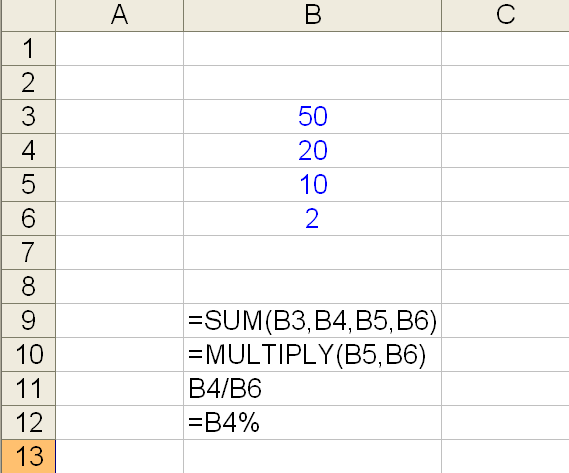 A B C
1
2
3 50
4 20
5 10
6 2
7
8
9 =SUM(B3,B4,B5,B6)
10 =MULTIPLY(B5,B6)
11 B4/B6
12 =B4%
13